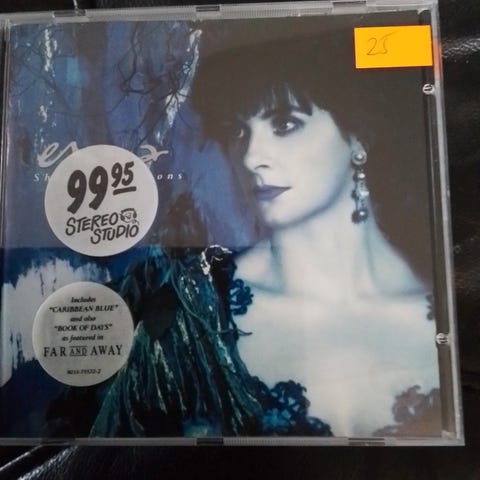 25
99 95
STEREO
STUDIO
Includes
"CARIBBEAN BLUE"
and also
"BOOK OF DAYS"
as featured in
FAR AND AWAY